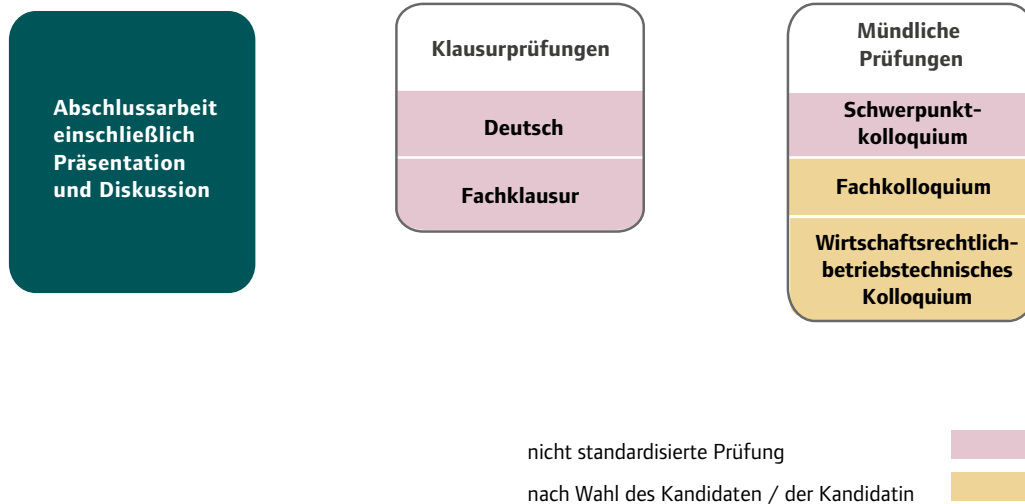 Abschlussarbeit
einschließlich
Präsentation
und Diskussion
Klausurprüfungen
Deutsch
Fachklausur
Mündliche
Prüfungen
Schwerpunkt-
kolloquium
Fachkolloquium
Wirtschaftsrechtlich-
betriebstechnisches
Kolloquium
nicht standardisierte Prüfung
nach Wahl des Kandidaten / der Kandidatin